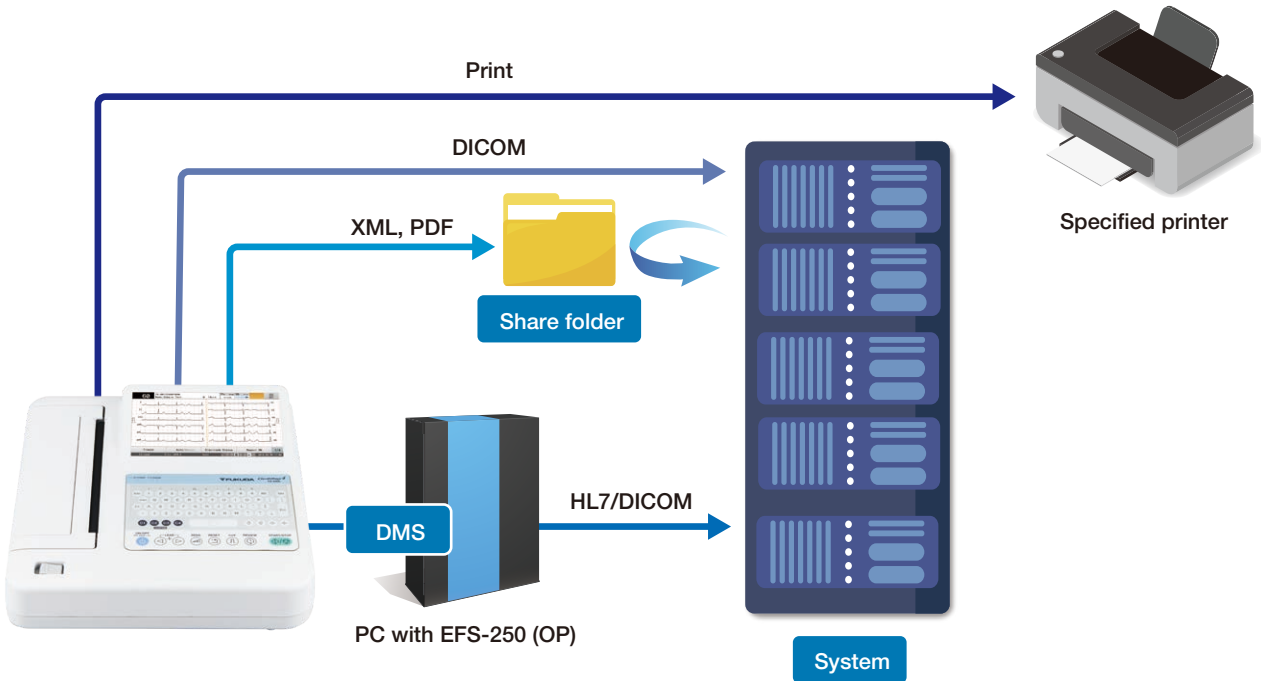 Print
DICOM
XML, PDF
Specified printer
Share folder
FUKUDA
DMS
HL7/DICOM
PC with EFS-250 (OP)
System